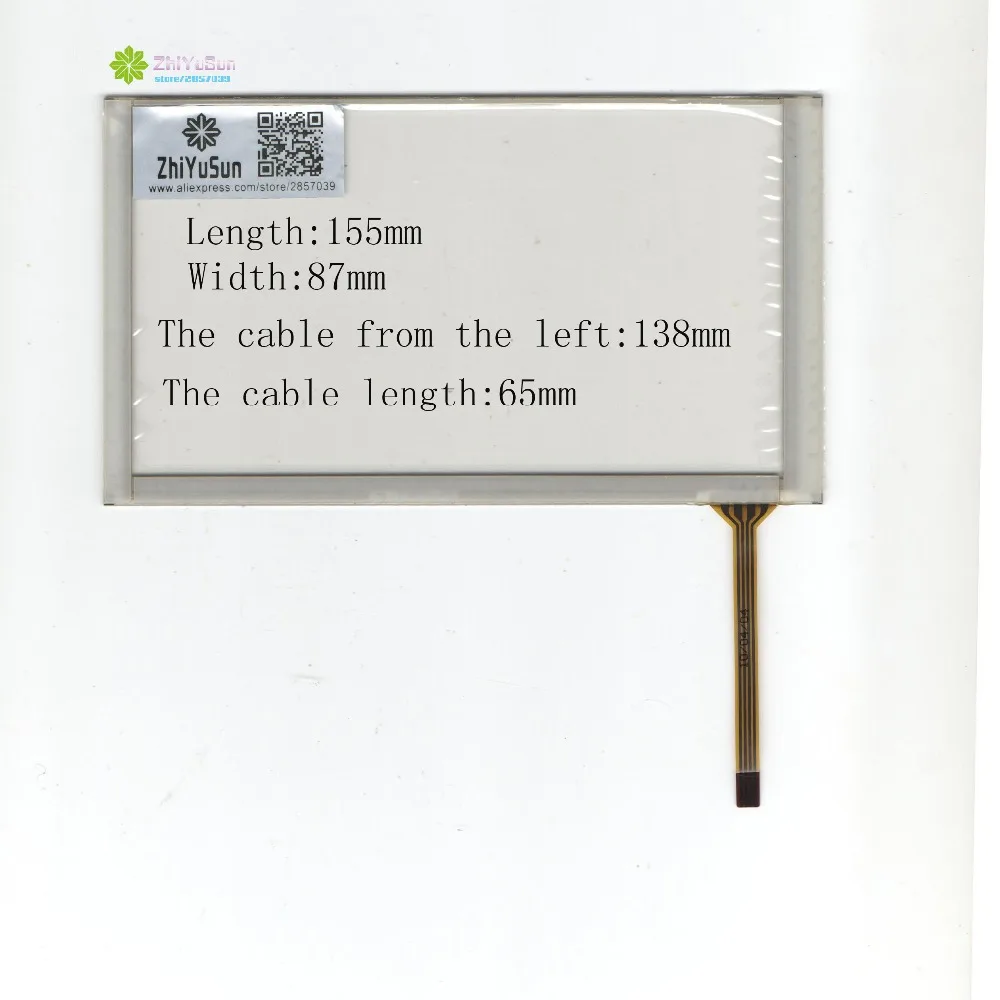 ZhiYuSun
store/2857039
ZhiYuSun
www.aliexpress.com/store/2857039
Length:155mm
Width:87mm
The cable from the left:138mm
The cable length:65mm